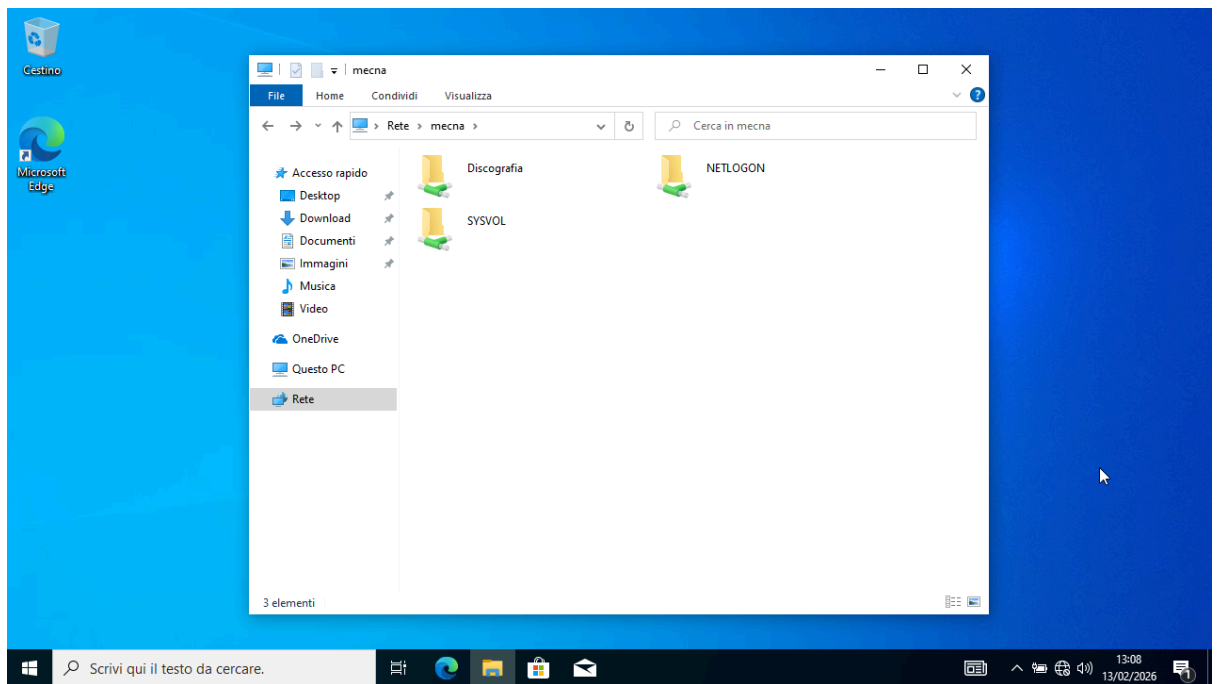 Cestino
Microsoft
Edge
mecna
File Home Condividi Visualizza
Rete mecna
Cerca in mecna
Accesso rapido
Desktop
Download
Documenti
Immagini
Musica
Video
OneDrive
Questo PC
Rete
Discografia
NETLOGON
SYSVOL
3 elementi
Scrivi qui il testo da cercare.
13:08
13/02/2026
1